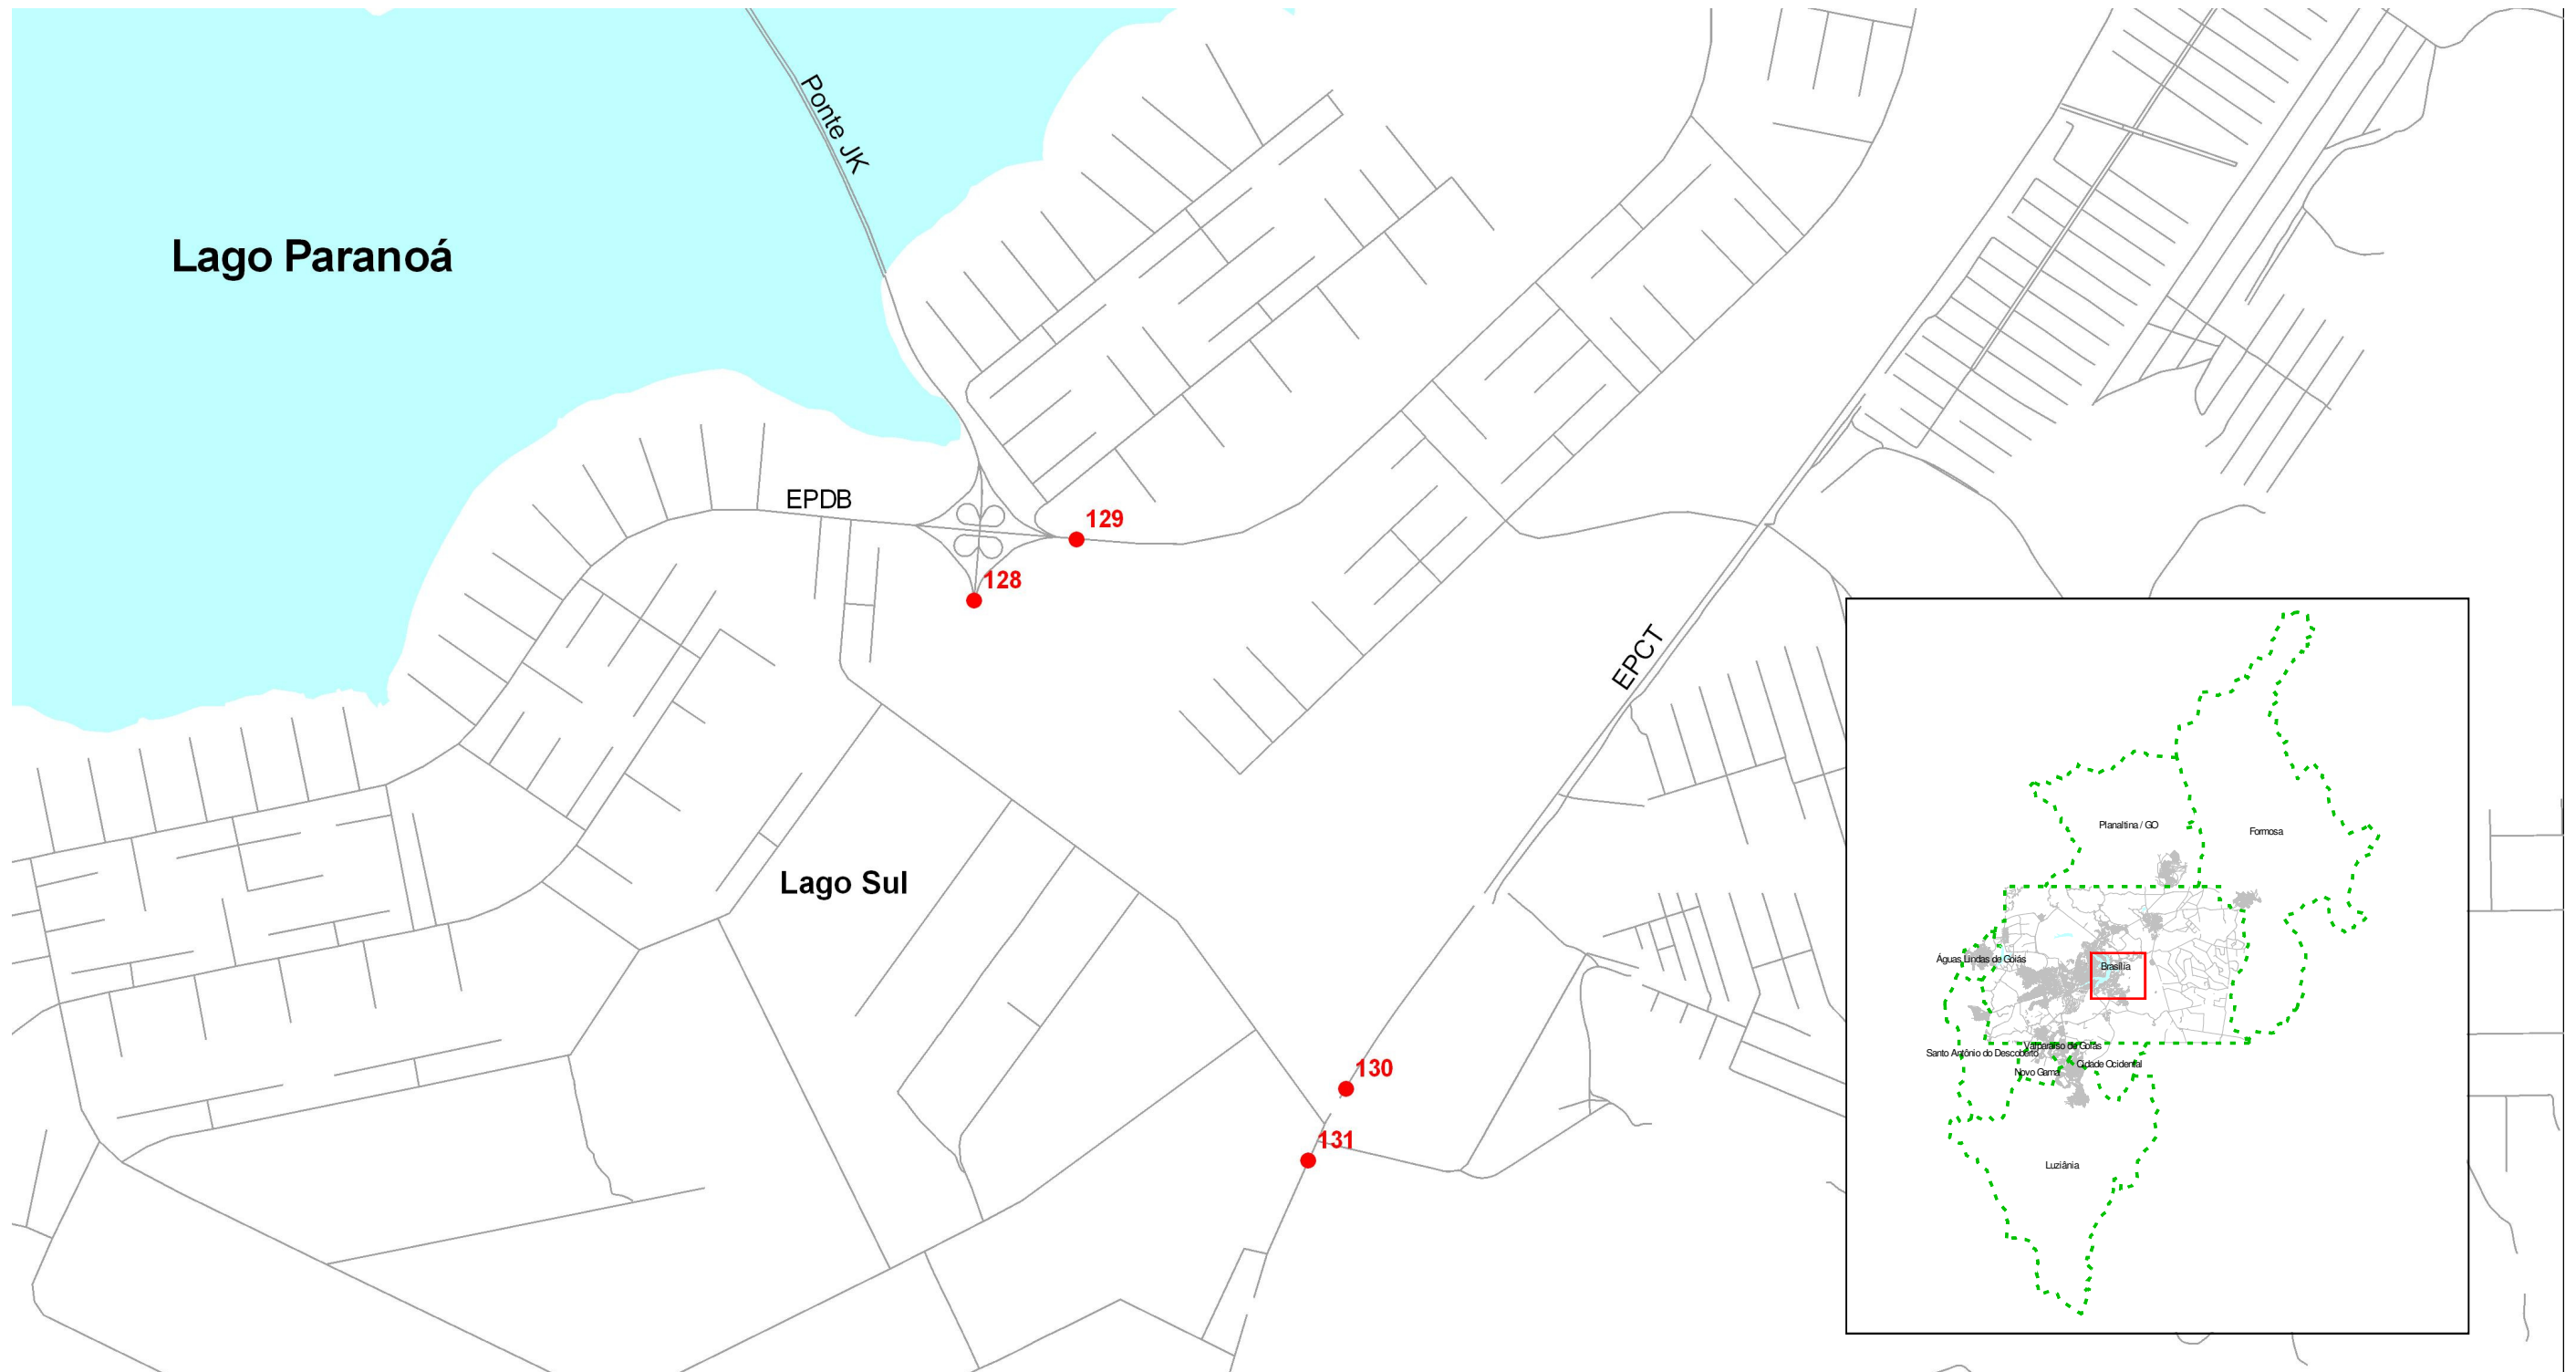 Ponte JK
Lago Paranoá
EPDB
129
128
EPCT
Lago Sul
130
131
Planaltina / GO
Formosa
Águas Lindas de Goiás
Brasília
Valparaíso de Goiás
Santo Antônio do Descoberto
Cidade Ocidental
Novo Gama
Luziânia